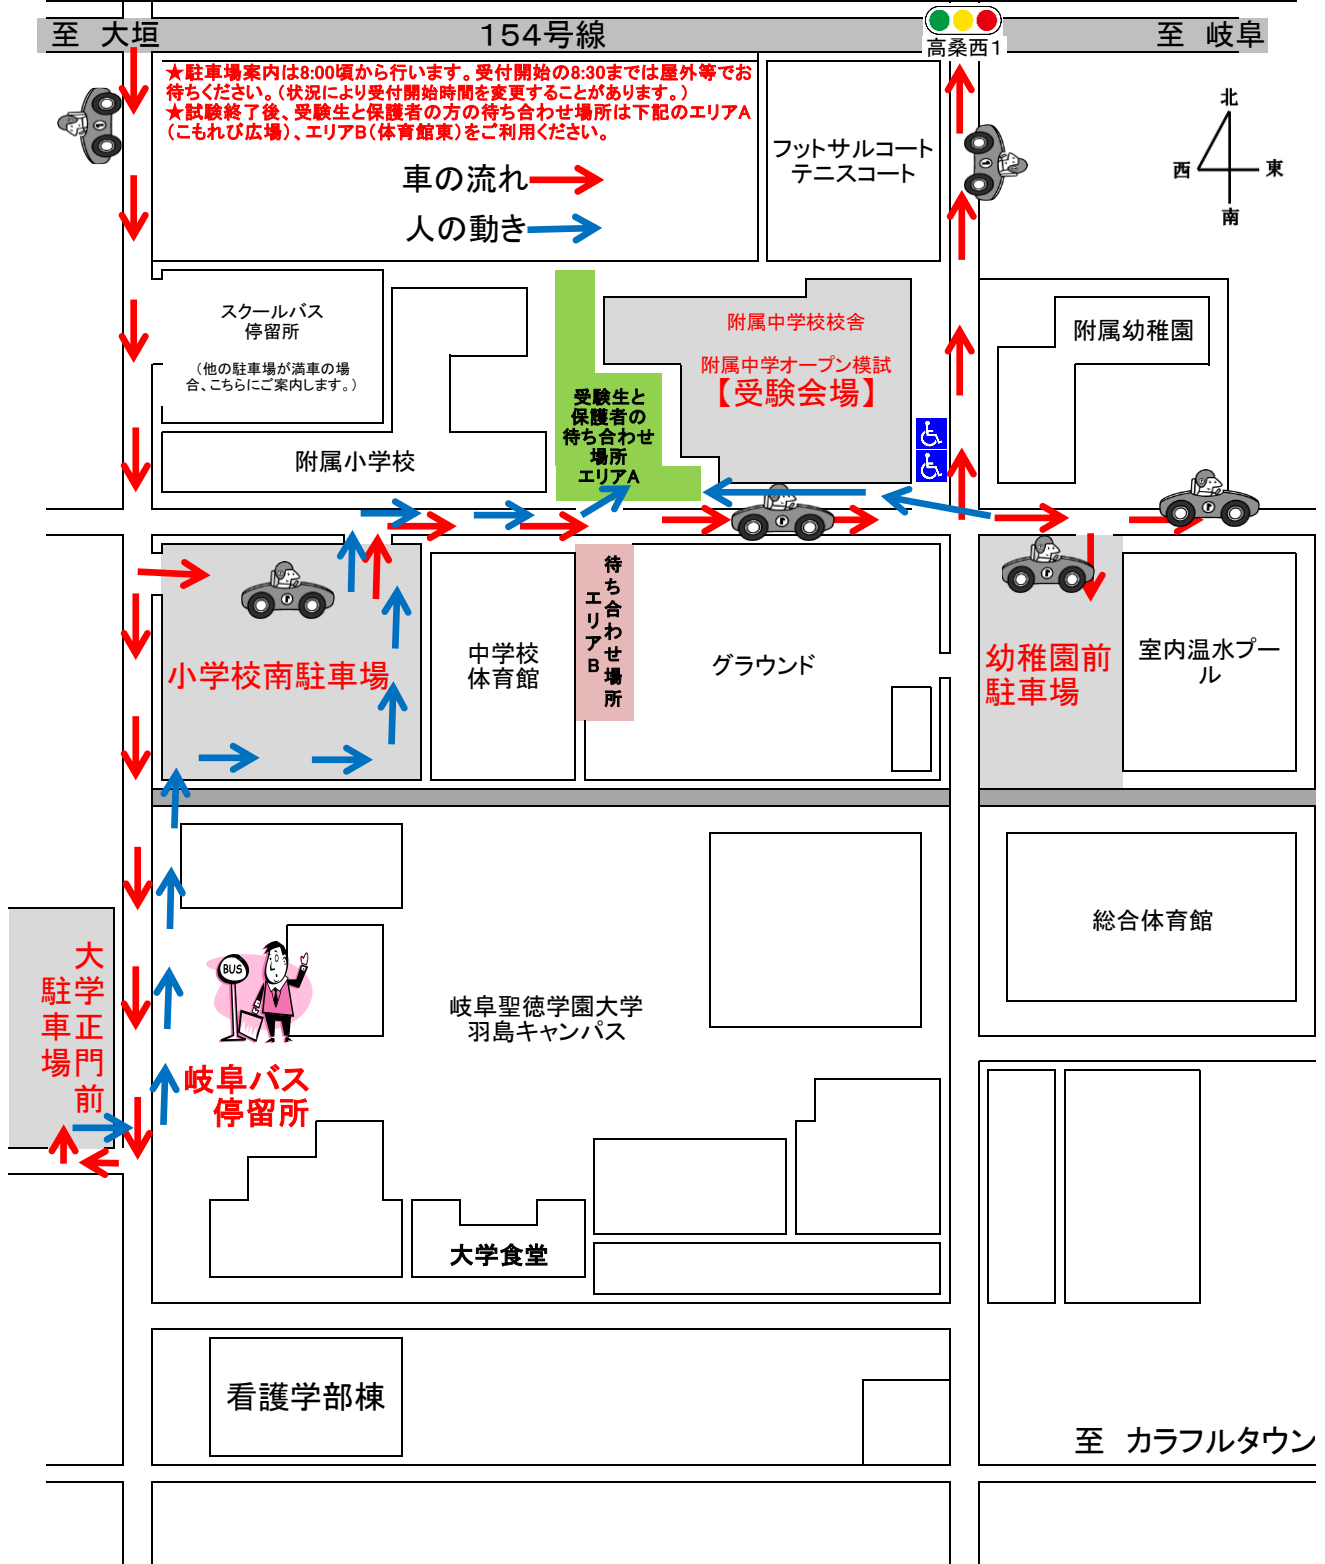 至　大垣
154号線
高桑西1
至　岐阜
★駐車場案内は8:00頃から行います。受付開始の8:30までは屋外等でお
待ちください。（状況により受付開始時間を変更することがあります。）
★試験終了後、受験生と保護者の方の待ち合わせ場所は下記のエリアA
（こもれび広場）、エリアB（体育館東）をご利用ください。
車の流れ
人の動き
フットサルコート
テニスコート
北
西
東
南
スクールバス
停留所
（他の駐車場が満車の場
合、こちらにご案内します。）
附属小学校
受験生と
保護者の
待ち合わせ
場所
エリアA
附属中学校校舎
附属中学オープン模試
【受験会場】
附属幼稚園
小学校南駐車場
中学校
体育館
待ち合わせ場所
エリアB
グラウンド
幼稚園前
駐車場
室内温水プー
ル
大学正門前
駐車場
BUS
岐阜バス
停留所
岐阜聖徳学園大学
羽島キャンパス
総合体育館
大学食堂
看護学部棟
至　カラフルタウン